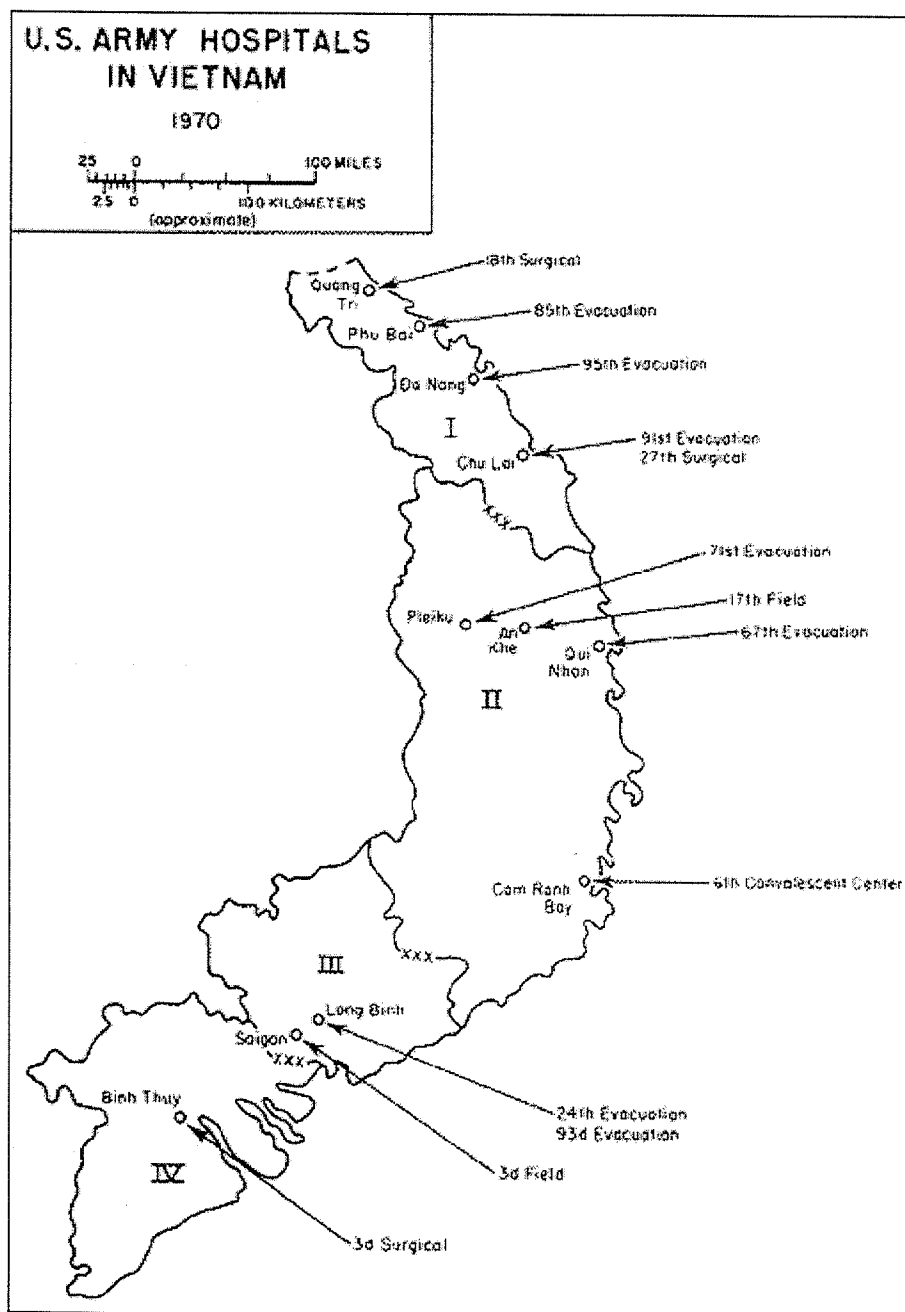 U.S. ARMY HOSPITALS
IN VIETNAM
1970
25 0 100 MILES
25 0 100 KILOMETERS
(approximate)
18th Surgical
Quang
Tri
85th Evacuation
Phu Bai
95th Evacuation
Da Nang
I
91st Evacuation
27th Surgical
Chu Lai
XXX
71st Evacuation
17th Field
Pleiku
An
Khe
67th Evacuation
Qui
Nhon
II
6th Convalescent Center
Cam Ranh
Bay
XXX
III
Long Binh
Saigon
XXX
Binh Thuy
24th Evacuation
93d Evacuation
3d Field
IV
3d Surgical